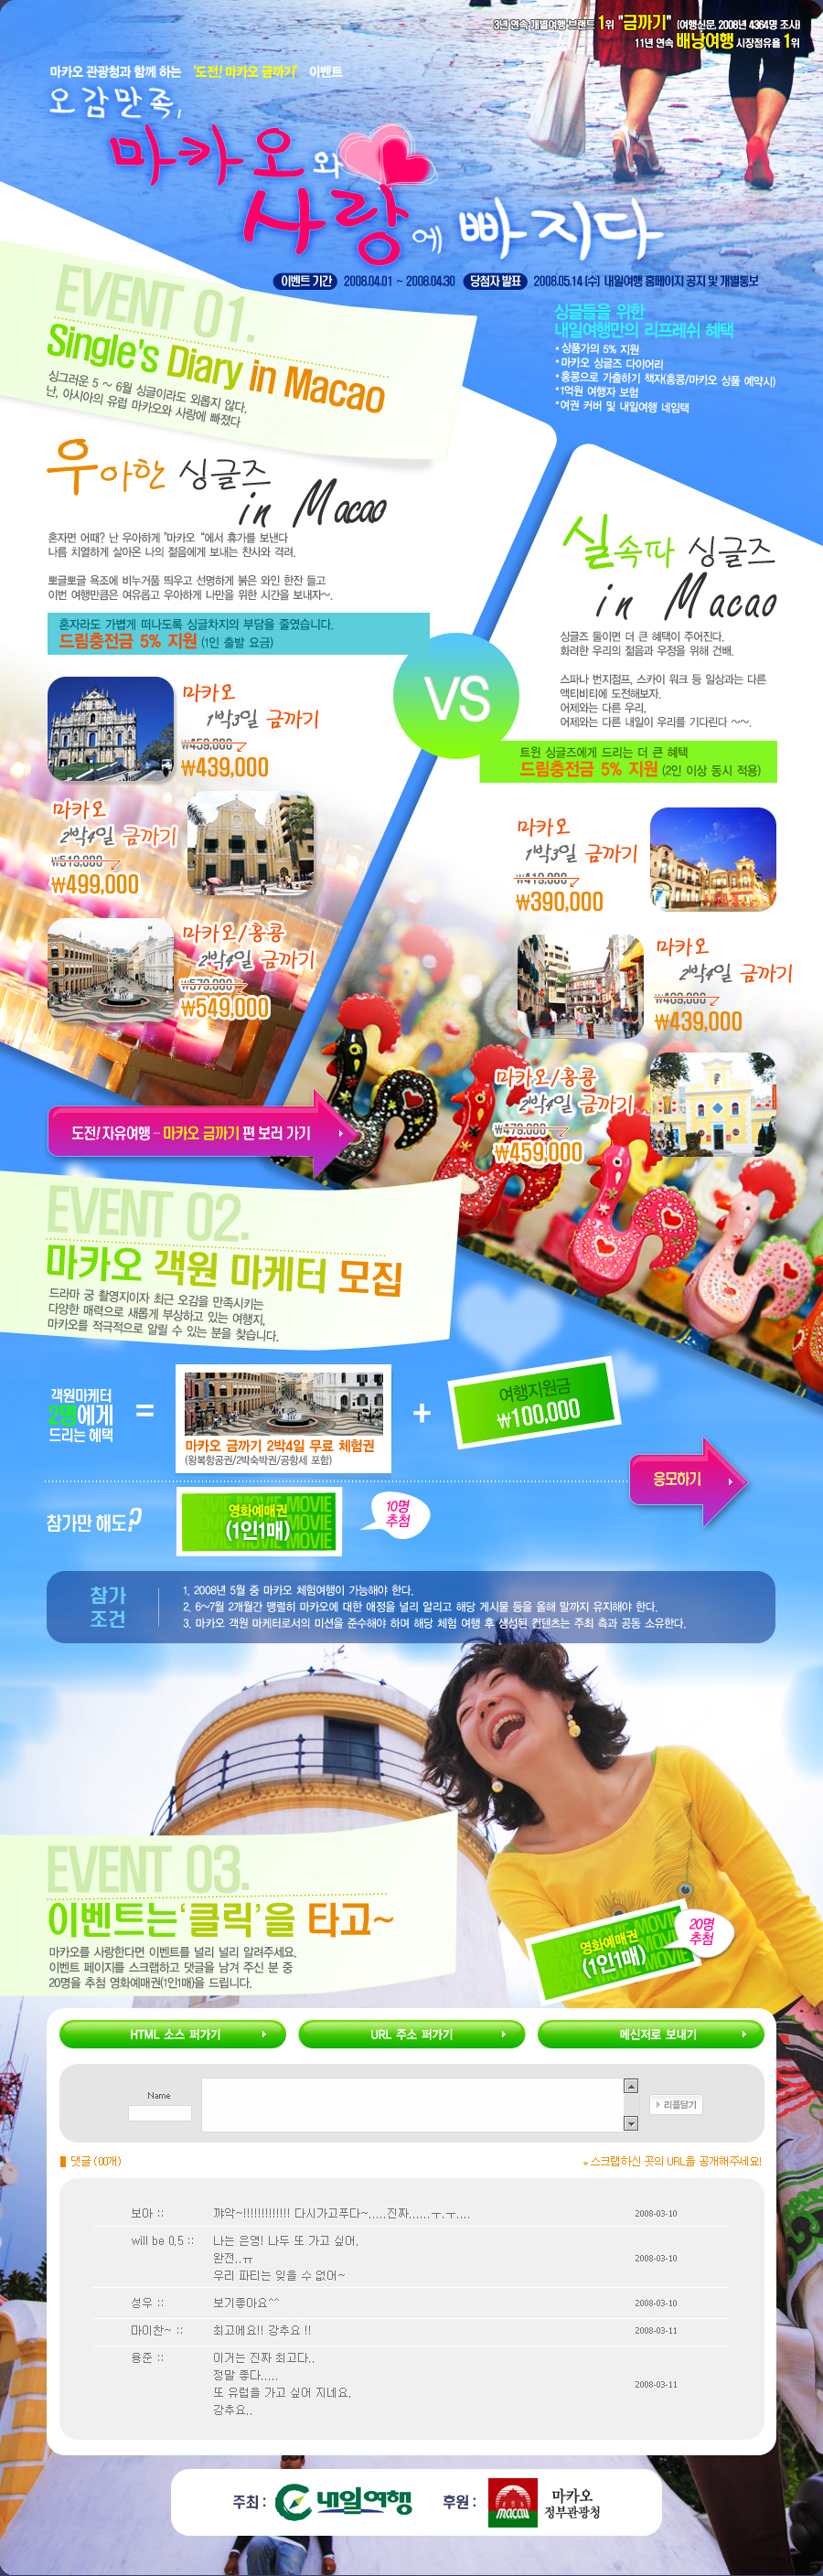 3년 연속 개별여행 브랜드 1위 "금까기" (여행신문, 2008년 4364명 조사)
11년 연속 배낭여행 시장점유율 1위
마카오 관광청과 함께 하는 '도전! 마카오 금까기' 이벤트
오감만족,
마카오와
사랑에 빠지다
이벤트 기간 2008.04.01 ~ 2008.04.30 당첨자 발표 2008.05.14 (수) 내일여행 홈페이지 공지 및 개별통보
EVENT 01.
Single's Diary in Macao
싱그러운 5 ~ 6월 싱글이라도 외롭지 않다.
난, 아시아의 유럽 마카오와 사랑에 빠졌다
싱글들을 위한
내일여행만의 리프레쉬 혜택
• 상품가의 5% 지원
• 마카오 싱글즈 다이어리
• 홍콩으로 가출하기 책자(홍콩/마카오 상품 예약시)
• 1억원 여행자 보험
• 여권 커버 및 내일여행 네임택
우아한 싱글즈
in Macao
혼자면 어때? 난 우아하게 "마카오 "에서 휴가를 보낸다
나름 치열하게 살아온 나의 젊음에게 보내는 찬사와 격려.
뽀글뽀글 욕조에 비누거품 띄우고 선명하게 붉은 와인 한잔 들고
이번 여행만큼은 여유롭고 우아하게 나만을 위한 시간을 보내자~.
혼자라도 가볍게 떠나도록 싱글차지의 부담을 줄였습니다.
드림충전금 5% 지원 (1인 출발 요금)
마카오
1박3일 금까기
₩459,000
₩439,000
마카오
2박4일 금까기
₩519,000
₩499,000
마카오/홍콩
2박4일 금까기
₩579,000
₩549,000
VS
실속따 싱글즈
in Macao
싱글즈 둘이면 더 큰 혜택이 주어진다.
화려한 우리의 젊음과 우정을 위해 건배.
스파나 번지점프, 스카이 워크 등 일상과는 다른
액티비티에 도전해보자.
어제와는 다른 우리,
어제와는 다른 내일이 우리를 기다린다 ~~.
트윈 싱글즈에게 드리는 더 큰 혜택
드림충전금 5% 지원 (2인 이상 동시 적용)
마카오
1박3일 금까기
₩410,000
₩390,000
마카오
2박4일 금까기
₩439,000
마카오/홍콩
2박4일 금까기
₩479,000
₩459,000
도전! 자유여행 - 마카오 금까기 편 보러 가기
EVENT 02.
마카오 객원 마케터 모집
드라마 궁 촬영지이자 최근 오감을 만족시키는
다양한 매력으로 새롭게 부상하고 있는 여행지,
마카오를 적극적으로 알릴 수 있는 분을 찾습니다.
객원마케터
2명에게
드리는 혜택
=
마카오 금까기 2박4일 무료 체험권
(왕복항공권/2박숙박권/공항세 포함)
+
여행지원금
₩100,000
응모하기
참가만 해도?
MOVIE MOVIE MOVIE
영화예매권
(1인1매)
10명
추첨
참가
조건
1. 2008년 5월 중 마카오 체험여행이 가능해야 한다.
2. 6~7월 2개월간 맹렬히 마카오에 대한 애정을 널리 알리고 해당 게시물 등을 올해 말까지 유지해야 한다.
3. 마카오 객원 마케터로서의 미션을 준수해야 하며 해당 체험 여행 후 생성된 컨텐츠는 주최 측과 공동 소유한다.
EVENT 03.
이벤트는 '클릭'을 타고~
마카오를 사랑한다면 이벤트를 널리 널리 알려주세요.
이벤트 페이지를 스크랩하고 댓글을 남겨 주신 분 중
20명을 추첨 영화예매권(1인1매)을 드립니다.
영화예매권
(1인1매)
20명
추첨
HTML 소스 퍼가기
URL 주소 퍼가기
메신저로 보내기
Name
리플달기
댓글 (00개)
* 스크랩하신 곳의 URL을 공개해주세요!
보아 :: 꺄악~!!!!!!!!!!!!! 다시가고푸다~.....진짜......ㅜ.ㅜ.... 2008-03-10
will be 0.5 :: 나는 은영! 나두 또 가고 싶어.
완전..ㅠ 2008-03-10
우리 파티는 잊을 수 없어~
성우 :: 보기좋아요^^ 2008-03-10
마이찬~ :: 최고에요!! 강추요 !! 2008-03-11
용준 :: 이거는 진짜 최고다..
정말 좋다.....
또 유럽을 가고 싶어 지네요. 2008-03-11
강추요..
주최 : 내일여행
후원 : MACAU 마카오
정부관광청